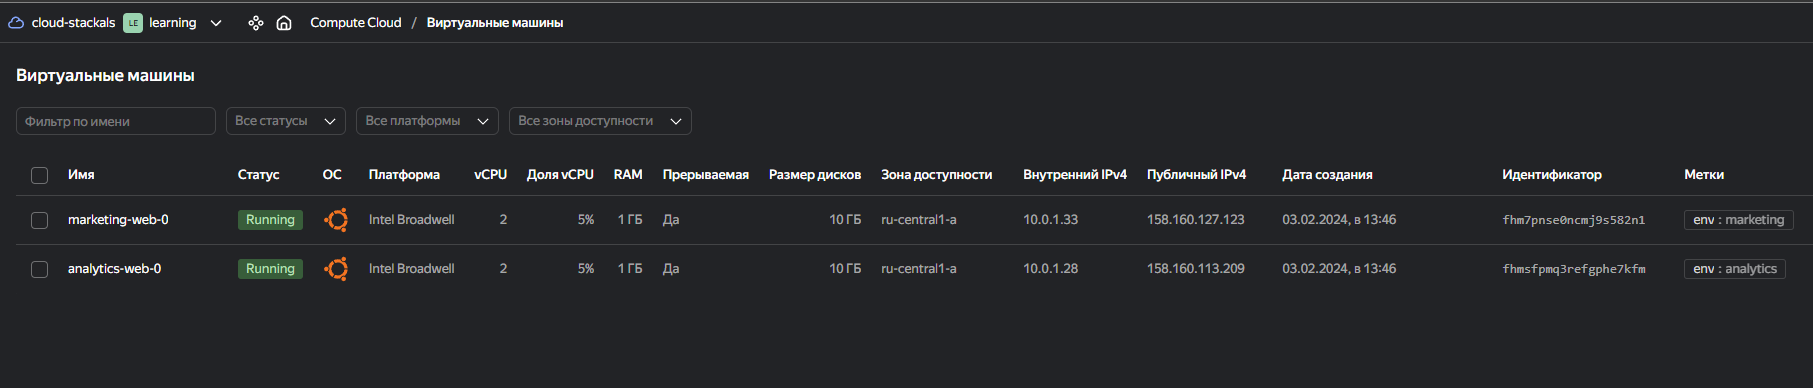 cloud-stackals LE learning Compute Cloud / Виртуальные машины
Виртуальные машины
Фильтр по имени Все статусы Все платформы Все зоны доступности
Имя Статус ОС Платформа vCPU Доля vCPU RAM Прерываемая Размер дисков Зона доступности Внутренний IPv4 Публичный IPv4 Дата создания Идентификатор Метки
marketing-web-0 Running Intel Broadwell 2 5% 1 ГБ Да 10 ГБ ru-central1-a 10.0.1.33 158.160.127.123 03.02.2024, в 13:46 fhm7pnse0ncmj9s582n1 env : marketing
analytics-web-0 Running Intel Broadwell 2 5% 1 ГБ Да 10 ГБ ru-central1-a 10.0.1.28 158.160.113.209 03.02.2024, в 13:46 fhmsfpmq3refgphe7kfm env : analytics